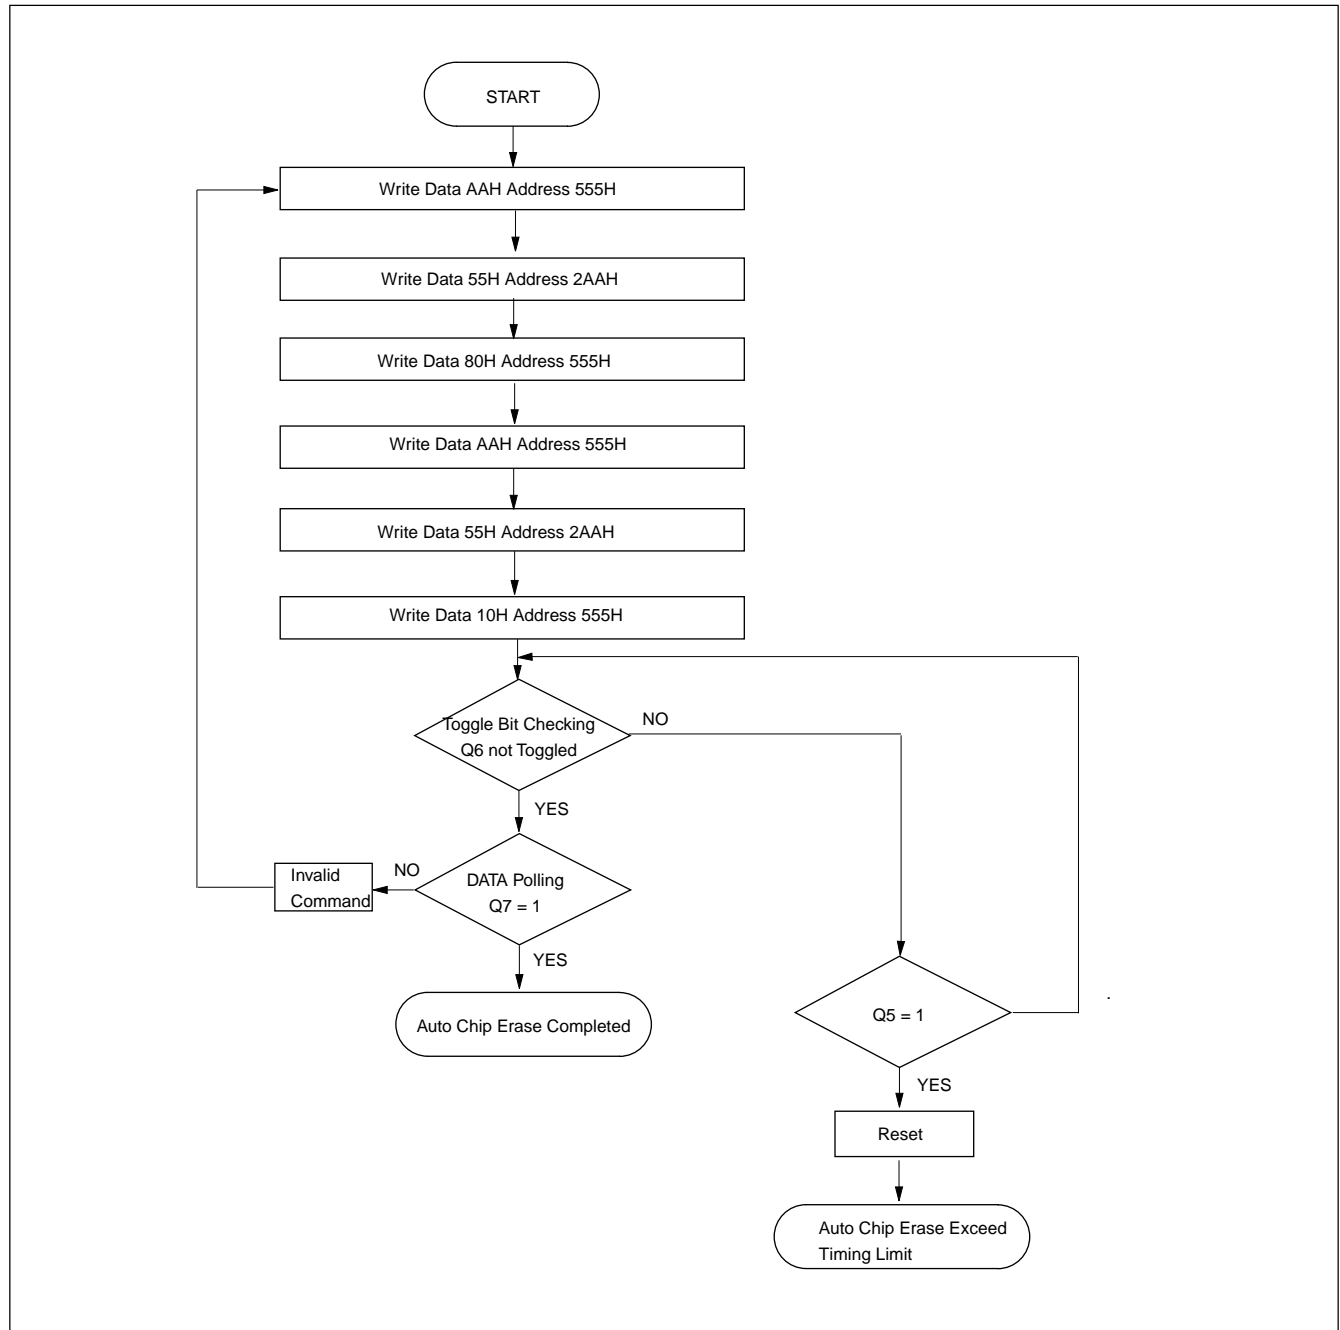 START
Write Data AAH Address 555H
Write Data 55H Address 2AAH
Write Data 80H Address 555H
Write Data AAH Address 555H
Write Data 55H Address 2AAH
Write Data 10H Address 555H
Toggle Bit Checking
Q6 not Toggled
NO
YES
Invalid
Command
NO
DATA Polling
Q7 = 1
YES
Auto Chip Erase Completed
Q5 = 1
.
YES
Reset
Auto Chip Erase Exceed
Timing Limit